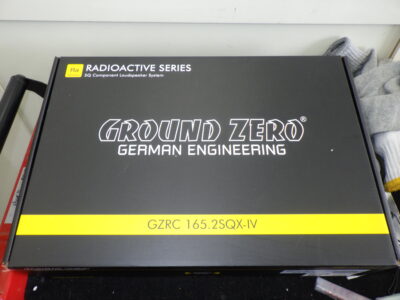 RADIOACTIVE SERIES
SQ Component Loudspeaker System
GROUND ZERO®
GERMAN ENGINEERING
GZRC 165.2SQX-IV